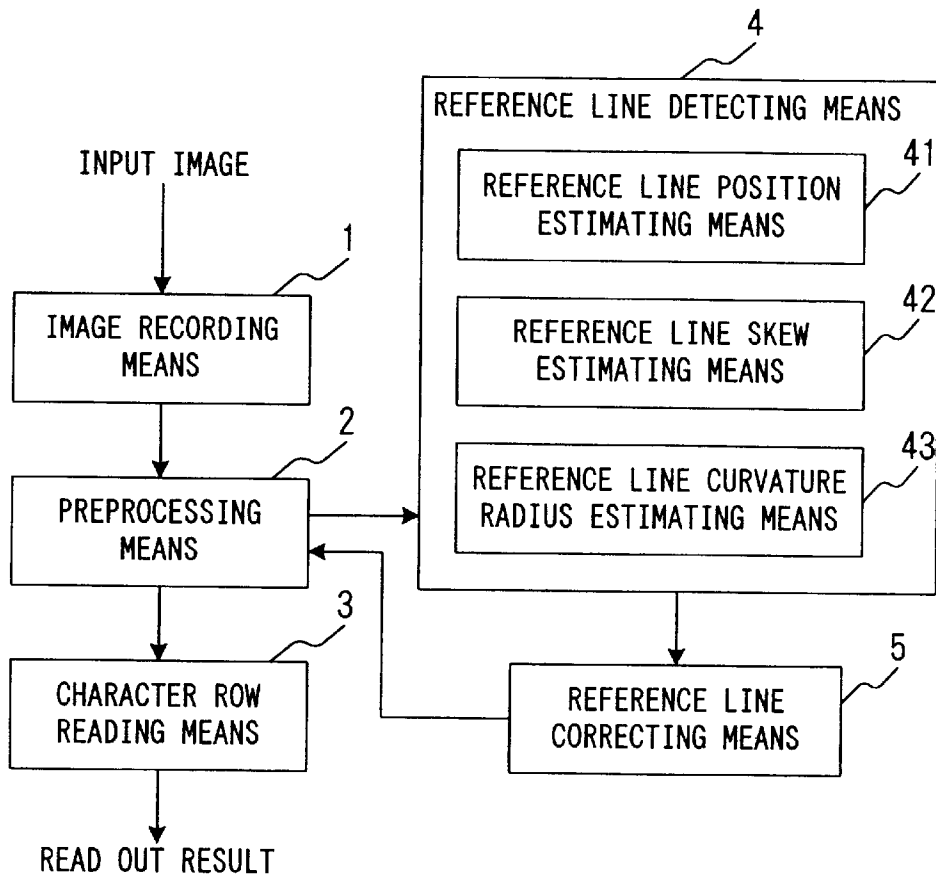 4
REFERENCE LINE DETECTING MEANS
INPUT IMAGE
41
REFERENCE LINE POSITION
ESTIMATING MEANS
1
IMAGE RECORDING
MEANS
42
REFERENCE LINE SKEW
ESTIMATING MEANS
2
PREPROCESSING
MEANS
43
REFERENCE LINE CURVATURE
RADIUS ESTIMATING MEANS
3
CHARACTER ROW
READING MEANS
5
REFERENCE LINE
CORRECTING MEANS
READ OUT RESULT